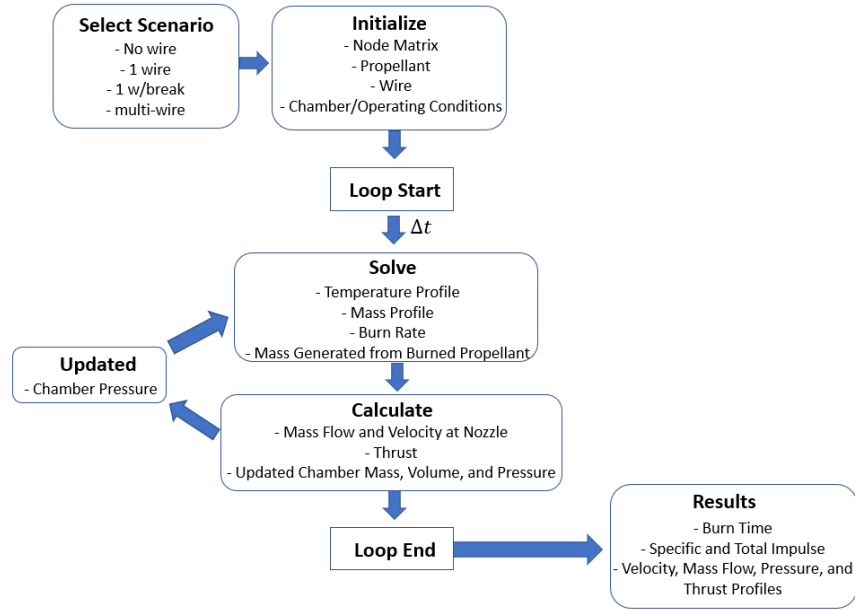 Select Scenario
- No wire
- 1 wire
- 1 w/break
- multi-wire
Initialize
- Node Matrix
- Propellant
- Wire
- Chamber/Operating Conditions
Loop Start
Δt
Solve
- Temperature Profile
- Mass Profile
- Burn Rate
- Mass Generated from Burned Propellant
Updated
- Chamber Pressure
Calculate
- Mass Flow and Velocity at Nozzle
- Thrust
- Updated Chamber Mass, Volume, and Pressure
Loop End
Results
- Burn Time
- Specific and Total Impulse
- Velocity, Mass Flow, Pressure, and
Thrust Profiles